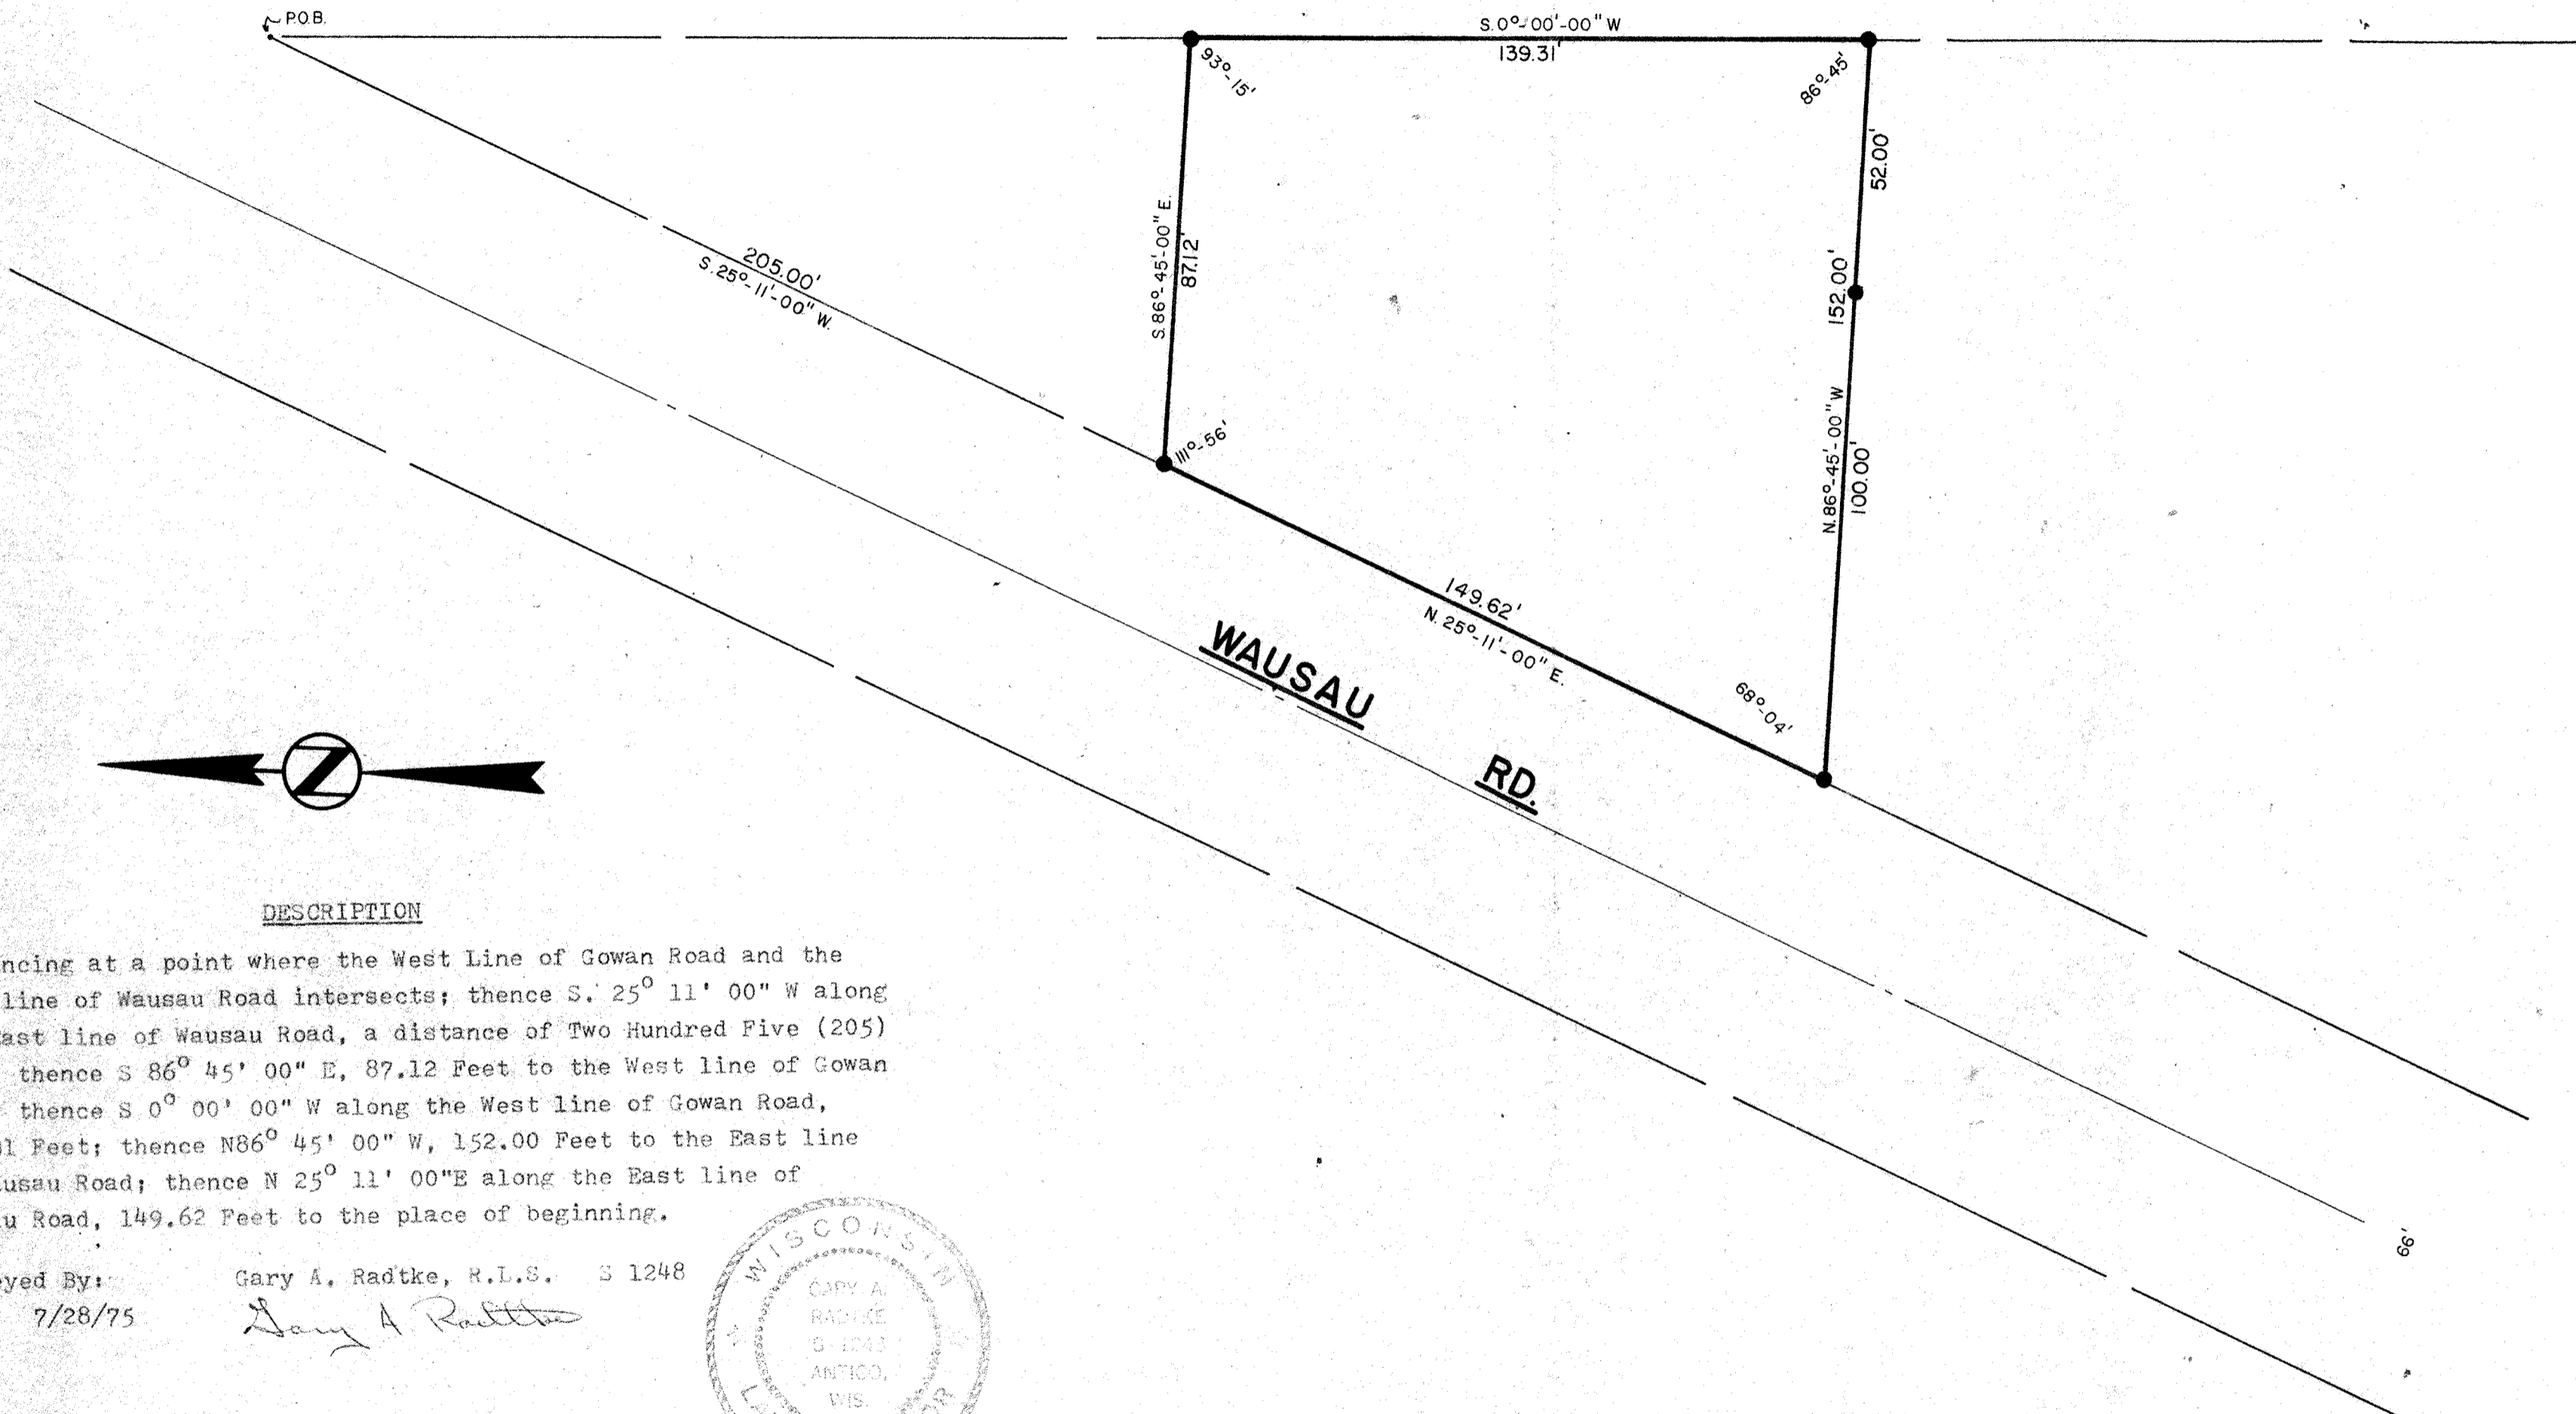 P.O.B.
S. 0°-00'-00" W
139.31'
93°-15'
86°-45'
52.00'
S. 86°-45'-00" E.
87.12'
205.00'
S. 25°-11'-00" W.
152.00'
N. 86°-45'-00" W
100.00'
111°-56'
149.62'
N. 25°-11'-00" E.
68°-04'
WAUSAU
RD.
66'
DESCRIPTION
ncing at a point where the West Line of Gowan Road and the
line of Wausau Road intersects; thence S. 25° 11' 00" W along
ast line of Wausau Road, a distance of Two Hundred Five (205)
thence S 86° 45' 00" E, 87.12 Feet to the West line of Gowan
thence S 0° 00' 00" W along the West line of Gowan Road,
1 Feet; thence N86° 45' 00" W, 152.00 Feet to the East line
usau Road; thence N 25° 11' 00"E along the East line of
u Road, 149.62 Feet to the place of beginning.
yed By: Gary A. Radtke, R.L.S. S 1248
7/28/75 Gary A Radtke
WISCONSIN
GARY A.
RADTKE
S-1248
ANTIGO,
WIS.